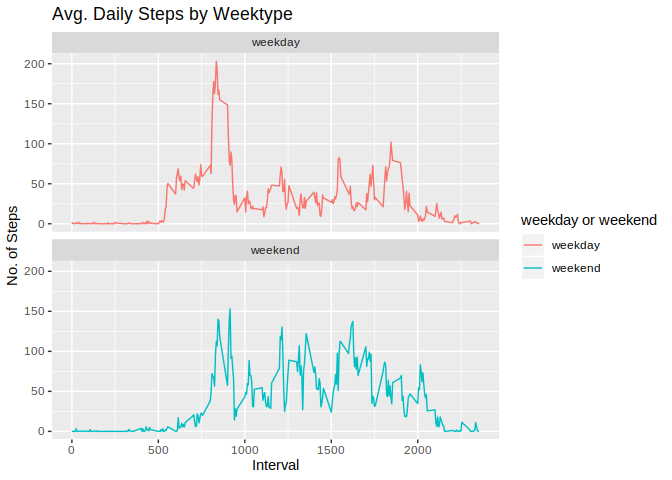 Avg. Daily Steps by Weektype
weekday
200
150
100
50
0
weekend
200
150
100
50
0
No. of Steps
0 500 1000 1500 2000
Interval
weekday or weekend
weekday
weekend